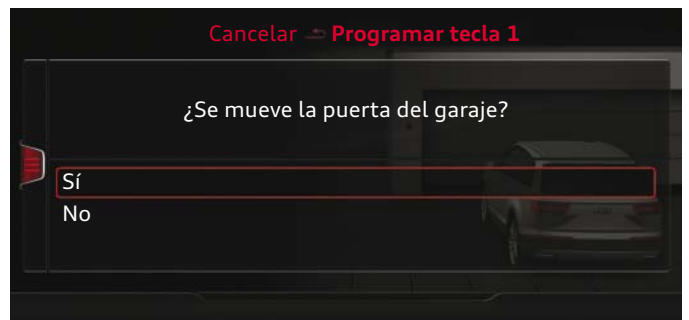 Cancelar Programar tecla 1
¿Se mueve la puerta del garaje?
Sí
No